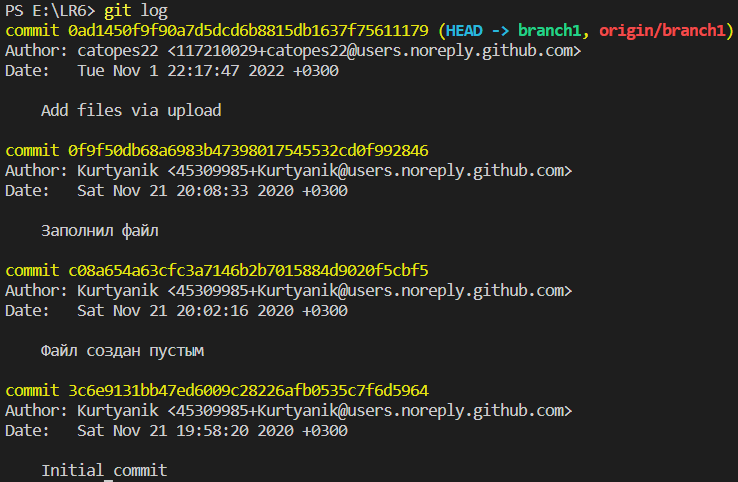 PS E:\LR6> git log
commit 0ad1450f9f90a7d5dcd6b8815db1637f75611179 (HEAD -> branch1, origin/branch1)
Author: catopes22 <117210029+catopes22@users.noreply.github.com>
Date:   Tue Nov 1 22:17:47 2022 +0300
Add files via upload
commit 0f9f50db68a6983b47398017545532cd0f992846
Author: Kurtyanik <45309985+Kurtyanik@users.noreply.github.com>
Date:   Sat Nov 21 20:08:33 2020 +0300
Заполнил файл
commit c08a654a63cfc3a7146b2b7015884d9020f5cbf5
Author: Kurtyanik <45309985+Kurtyanik@users.noreply.github.com>
Date:   Sat Nov 21 20:02:16 2020 +0300
Файл создан пустым
commit 3c6e9131bb47ed6009c28226afb0535c7f6d5964
Author: Kurtyanik <45309985+Kurtyanik@users.noreply.github.com>
Date:   Sat Nov 21 19:58:20 2020 +0300
Initial commit